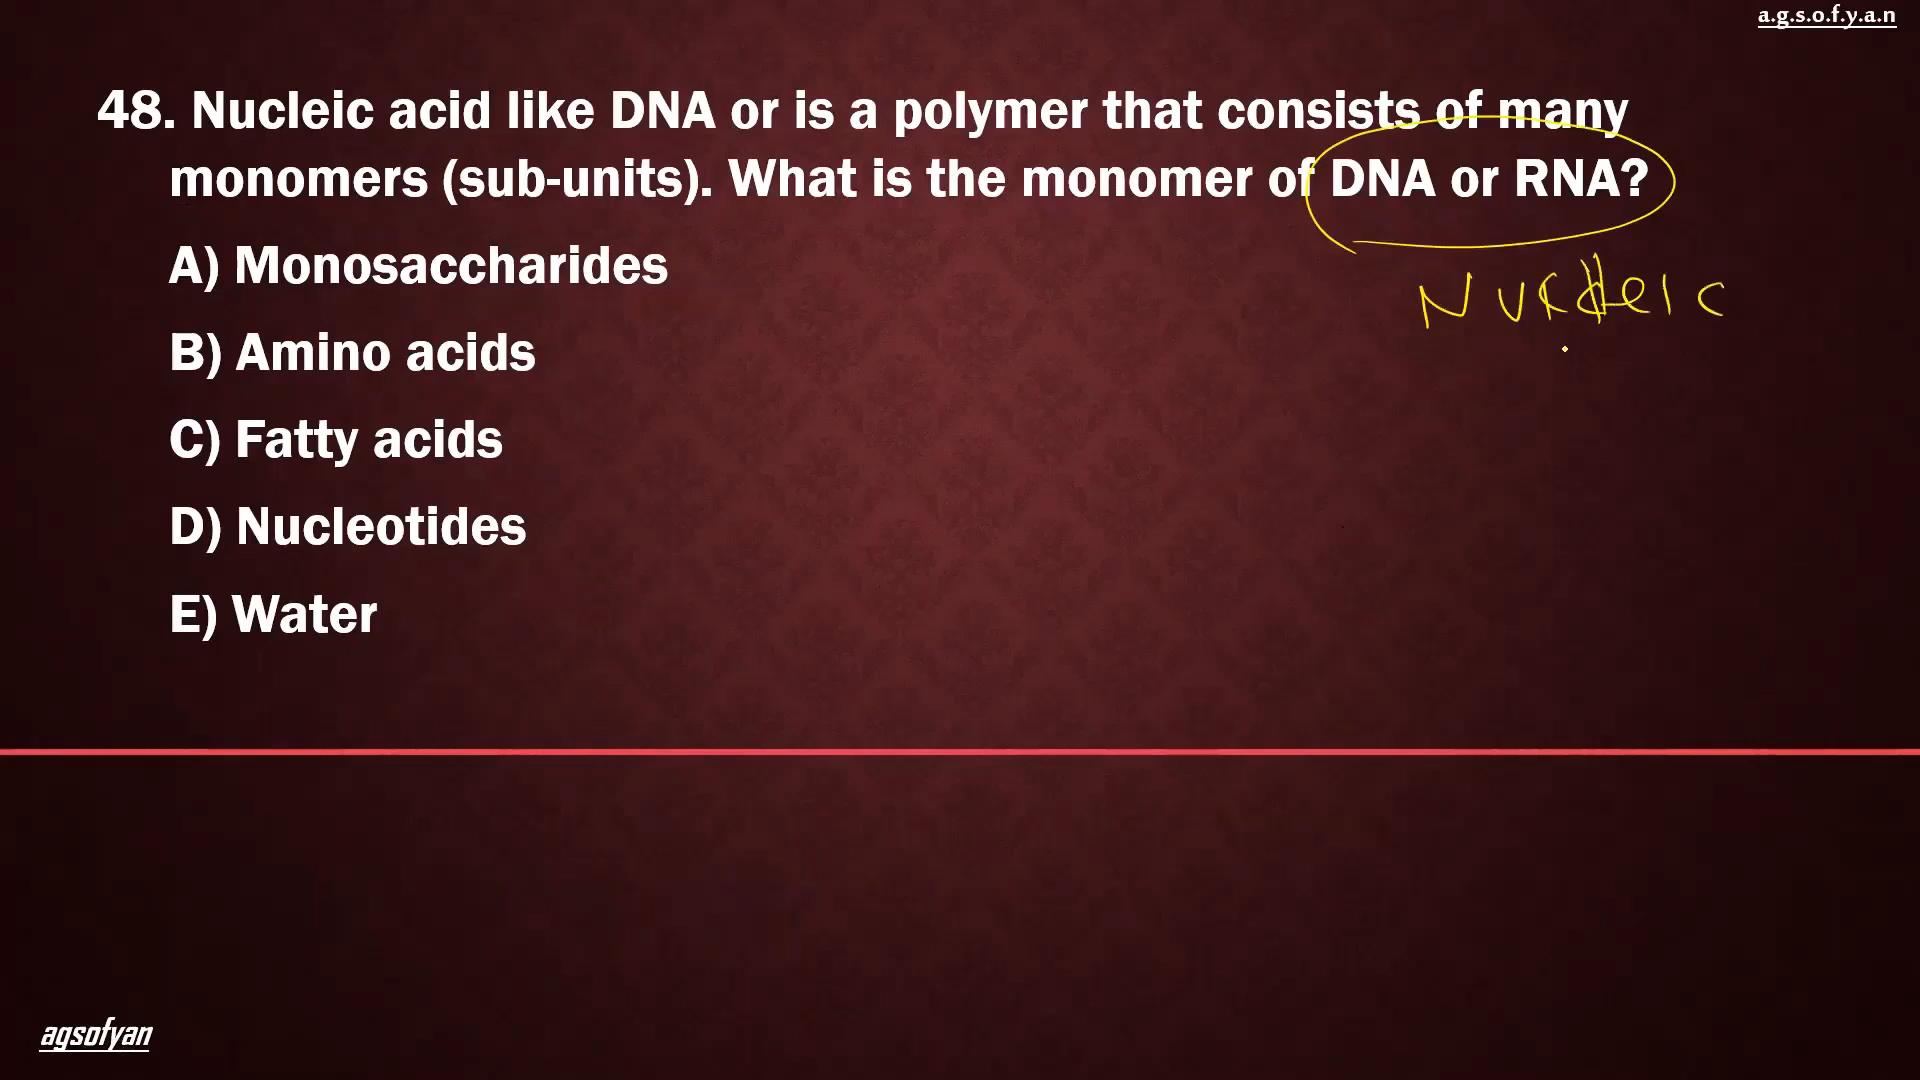 a.g.s.o.f.y.a.n
48. Nucleic acid like DNA or is a polymer that consists of many
monomers (sub-units). What is the monomer of DNA or RNA?
A) Monosaccharides
Nucleic
B) Amino acids
C) Fatty acids
D) Nucleotides
E) Water
agsofyan